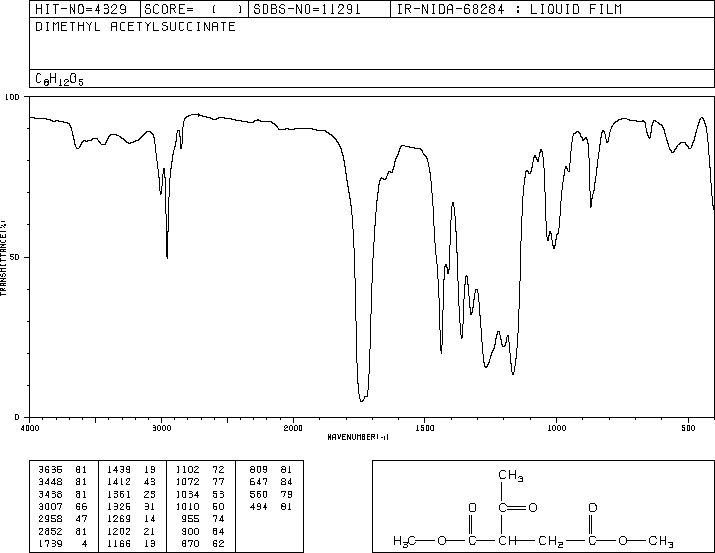 HIT-NO=4329 SCORE= ( ) SDBS-NO=11291 IR-NIDA-68284 : LIQUID FILM
DIMETHYL ACETYLSUCCINATE
C8H12O5
100
50
0
TRANSMITTANCE(%)
4000 3000 2000 1500 1000 500
WAVENUMBER(-1)
3635 81 1439 19 1102 72 809 81
3448 81 1412 43 1072 77 647 84
3438 81 1361 23 1034 53 560 79
3007 66 1326 31 1010 60 494 81
2958 47 1269 14 955 74
2852 81 1202 21 900 84
1739 4 1166 13 870 62
CH3
O C=O O
H3C-O-C-CH-CH2-C-O-CH3